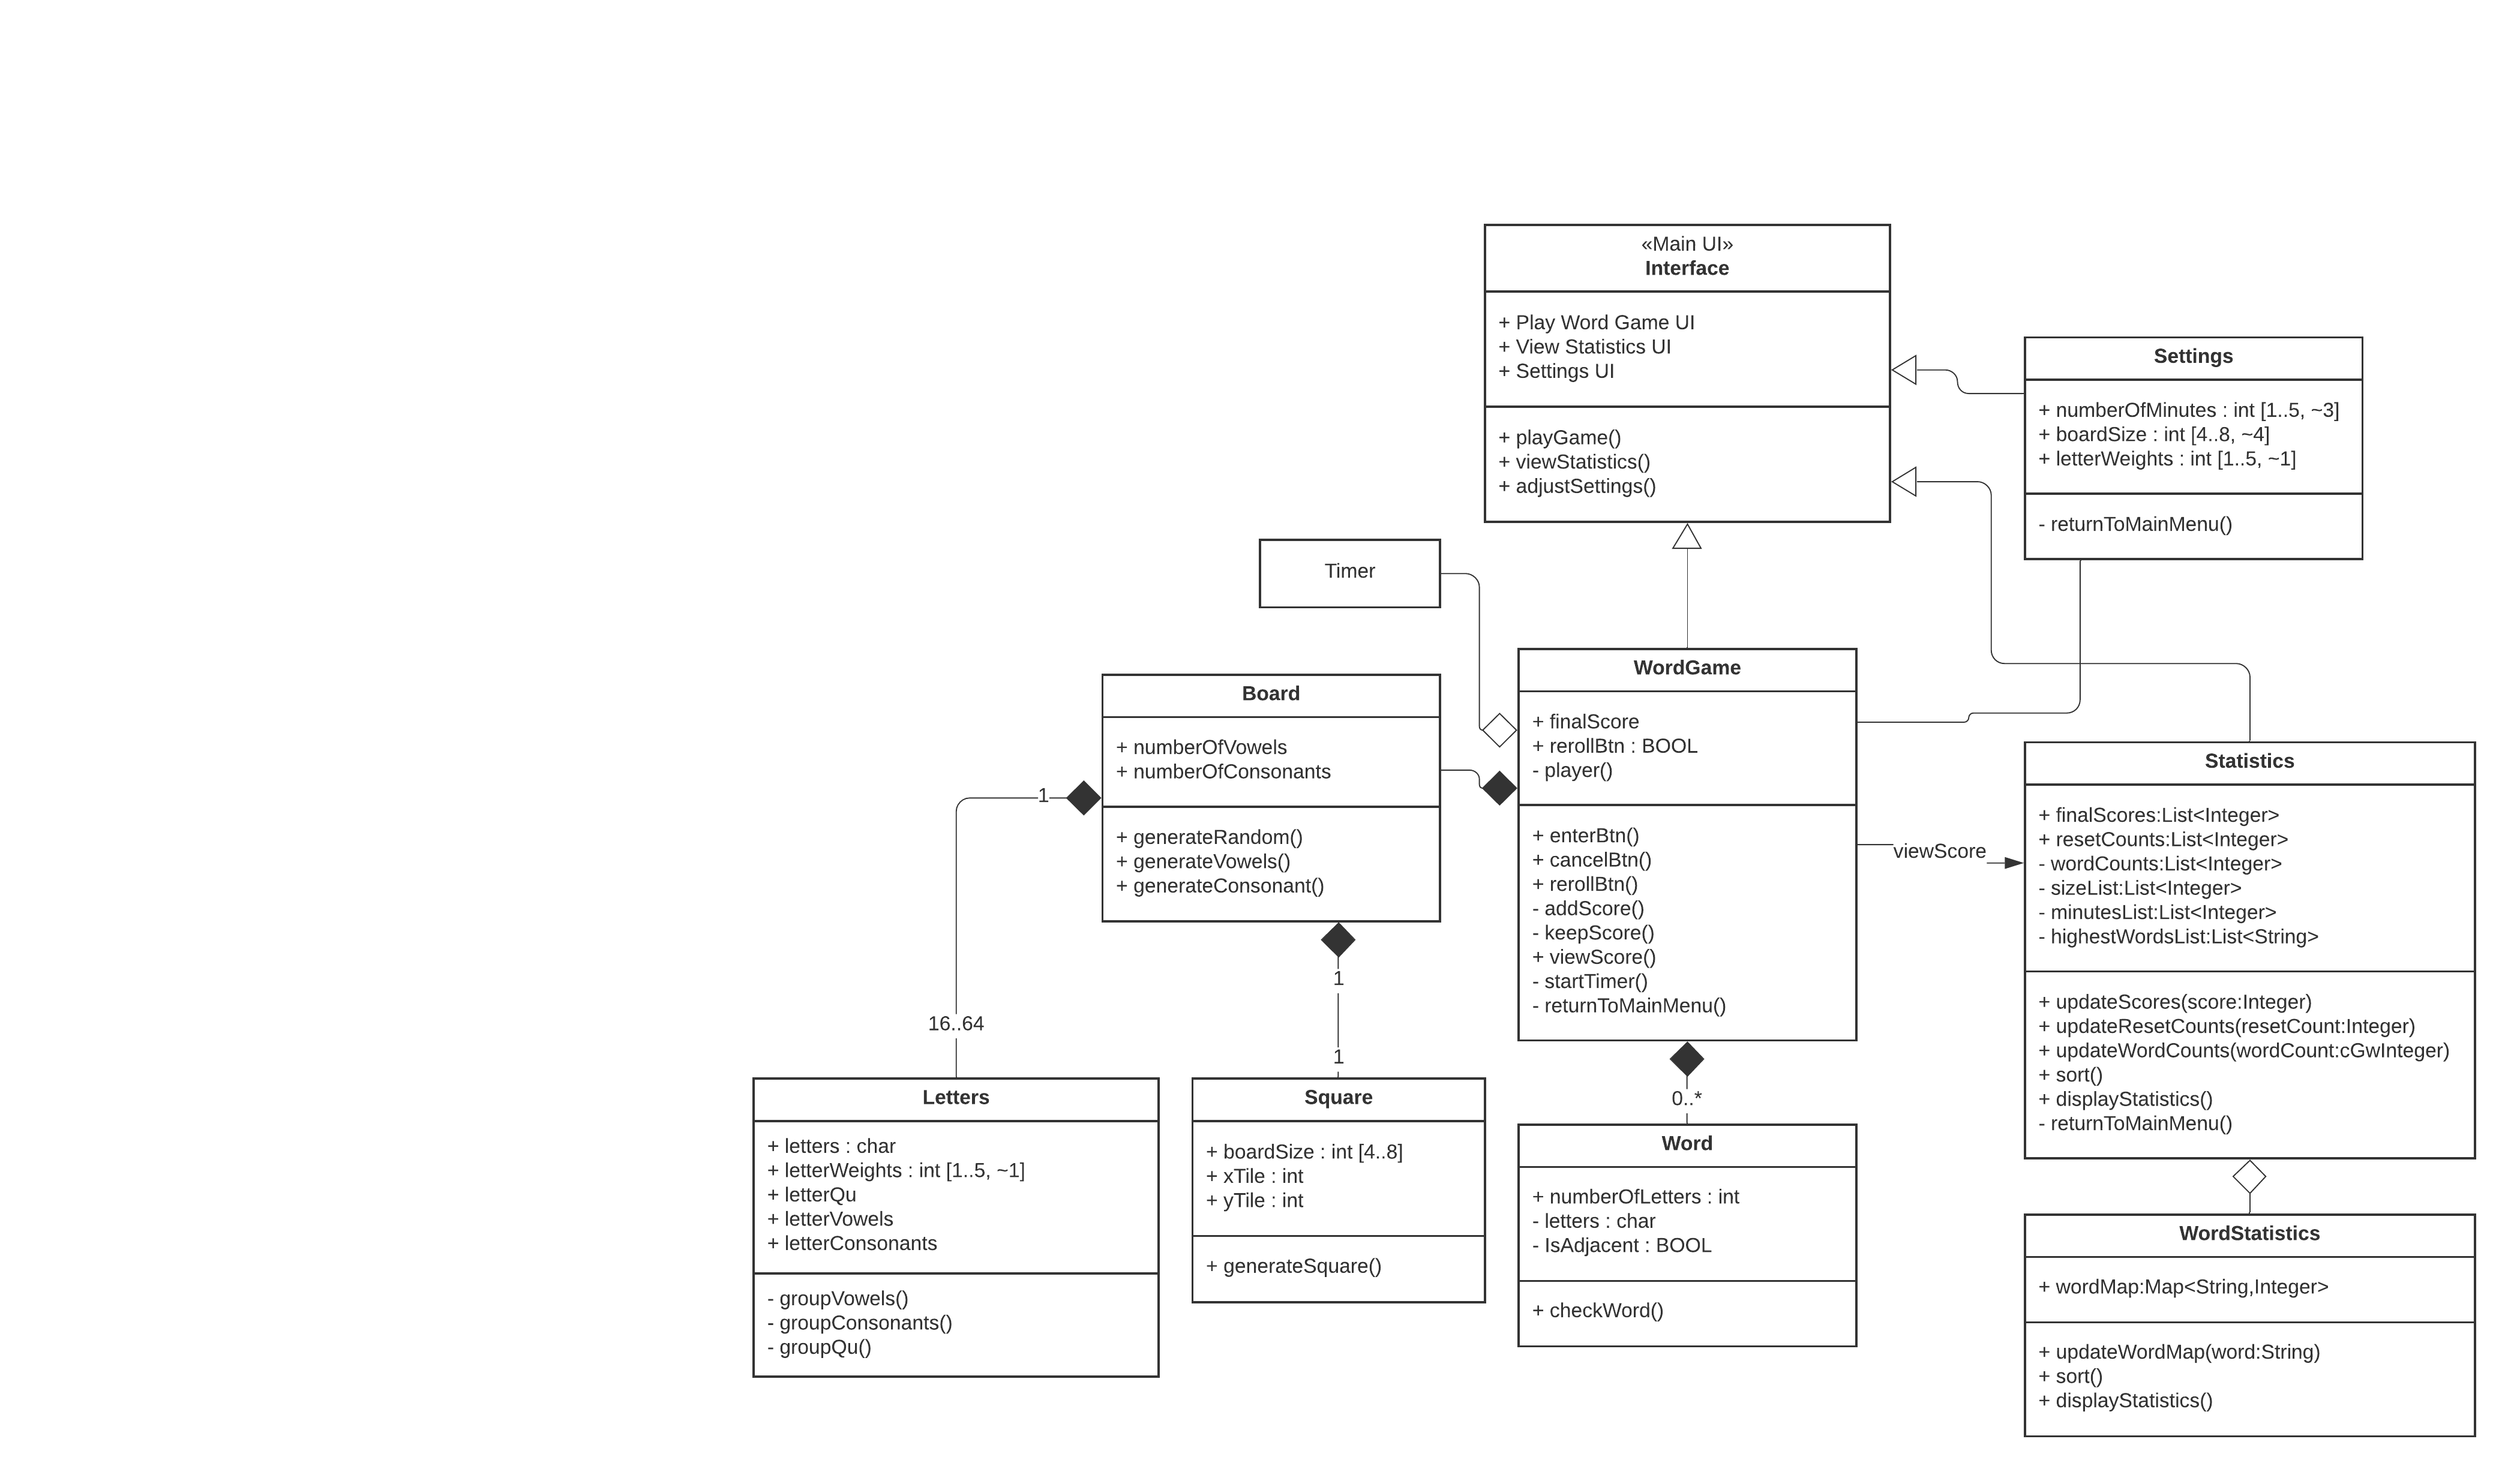 «Main UI»
Interface
+ Play Word Game UI
+ View Statistics UI
+ Settings UI
+ playGame()
+ viewStatistics()
+ adjustSettings()
Settings
+ numberOfMinutes : int [1..5, ~3]
+ boardSize : int [4..8, ~4]
+ letterWeights : int [1..5, ~1]
- returnToMainMenu()
Timer
Board
+ numberOfVowels
+ numberOfConsonants
+ generateRandom()
+ generateVowels()
+ generateConsonant()
WordGame
+ finalScore
+ rerollBtn : BOOL
- player()
+ enterBtn()
+ cancelBtn()
+ rerollBtn()
- addScore()
- keepScore()
+ viewScore()
- startTimer()
- returnToMainMenu()
viewScore
Statistics
+ finalScores:List<Integer>
+ resetCounts:List<Integer>
- wordCounts:List<Integer>
- sizeList:List<Integer>
- minutesList:List<Integer>
- highestWordsList:List<String>
+ updateScores(score:Integer)
+ updateResetCounts(resetCount:Integer)
+ updateWordCounts(wordCount:cGwInteger)
+ sort()
+ displayStatistics()
- returnToMainMenu()
1
16..64
1
1
0..*
Letters
+ letters : char
+ letterWeights : int [1..5, ~1]
+ letterQu
+ letterVowels
+ letterConsonants
- groupVowels()
- groupConsonants()
- groupQu()
Square
+ boardSize : int [4..8]
+ xTile : int
+ yTile : int
+ generateSquare()
Word
+ numberOfLetters : int
- letters : char
- IsAdjacent : BOOL
+ checkWord()
WordStatistics
+ wordMap:Map<String,Integer>
+ updateWordMap(word:String)
+ sort()
+ displayStatistics()